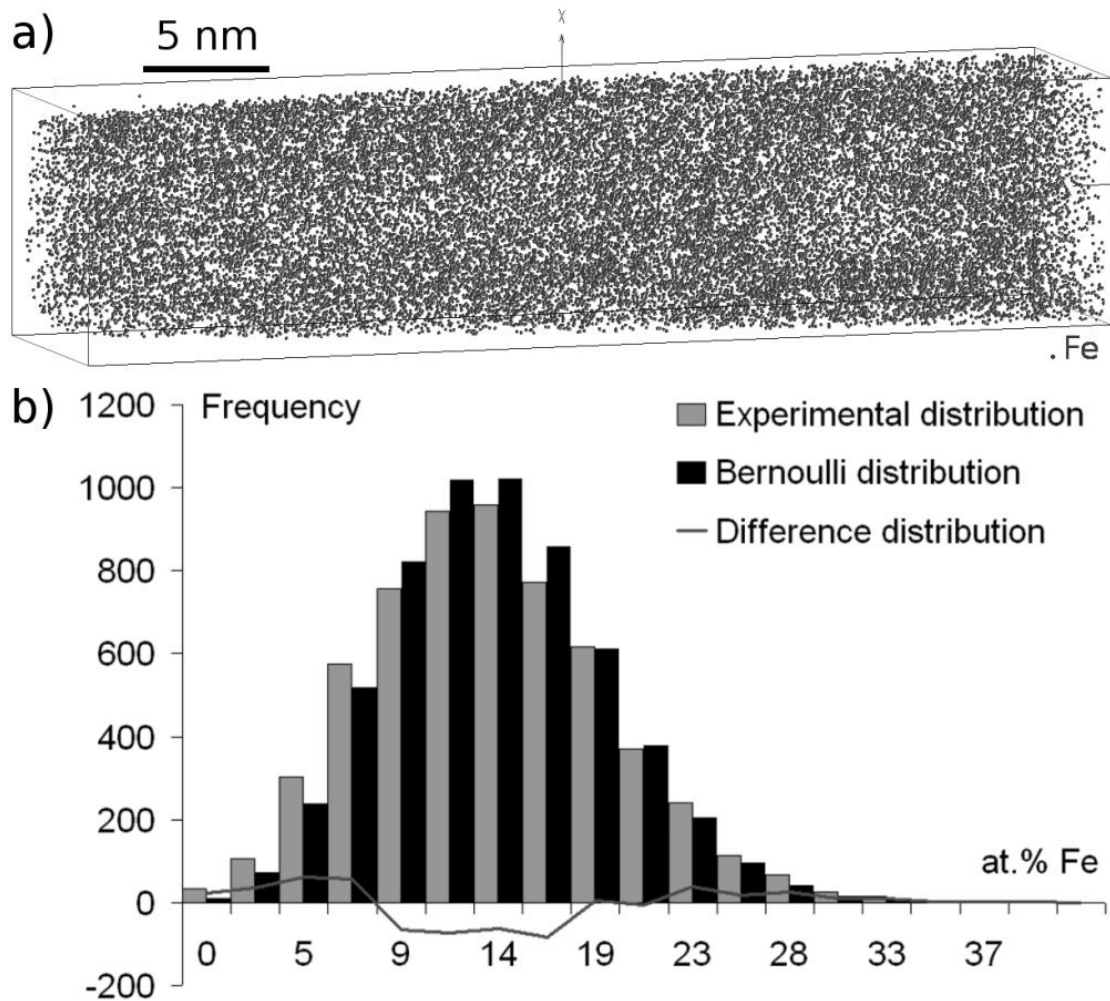 a)
5 nm
X
. Fe
b)
1200
Frequency
1000
800
600
400
200
0
-200
Experimental distribution
Bernoulli distribution
Difference distribution
at.% Fe
0 5 9 14 19 23 28 33 37